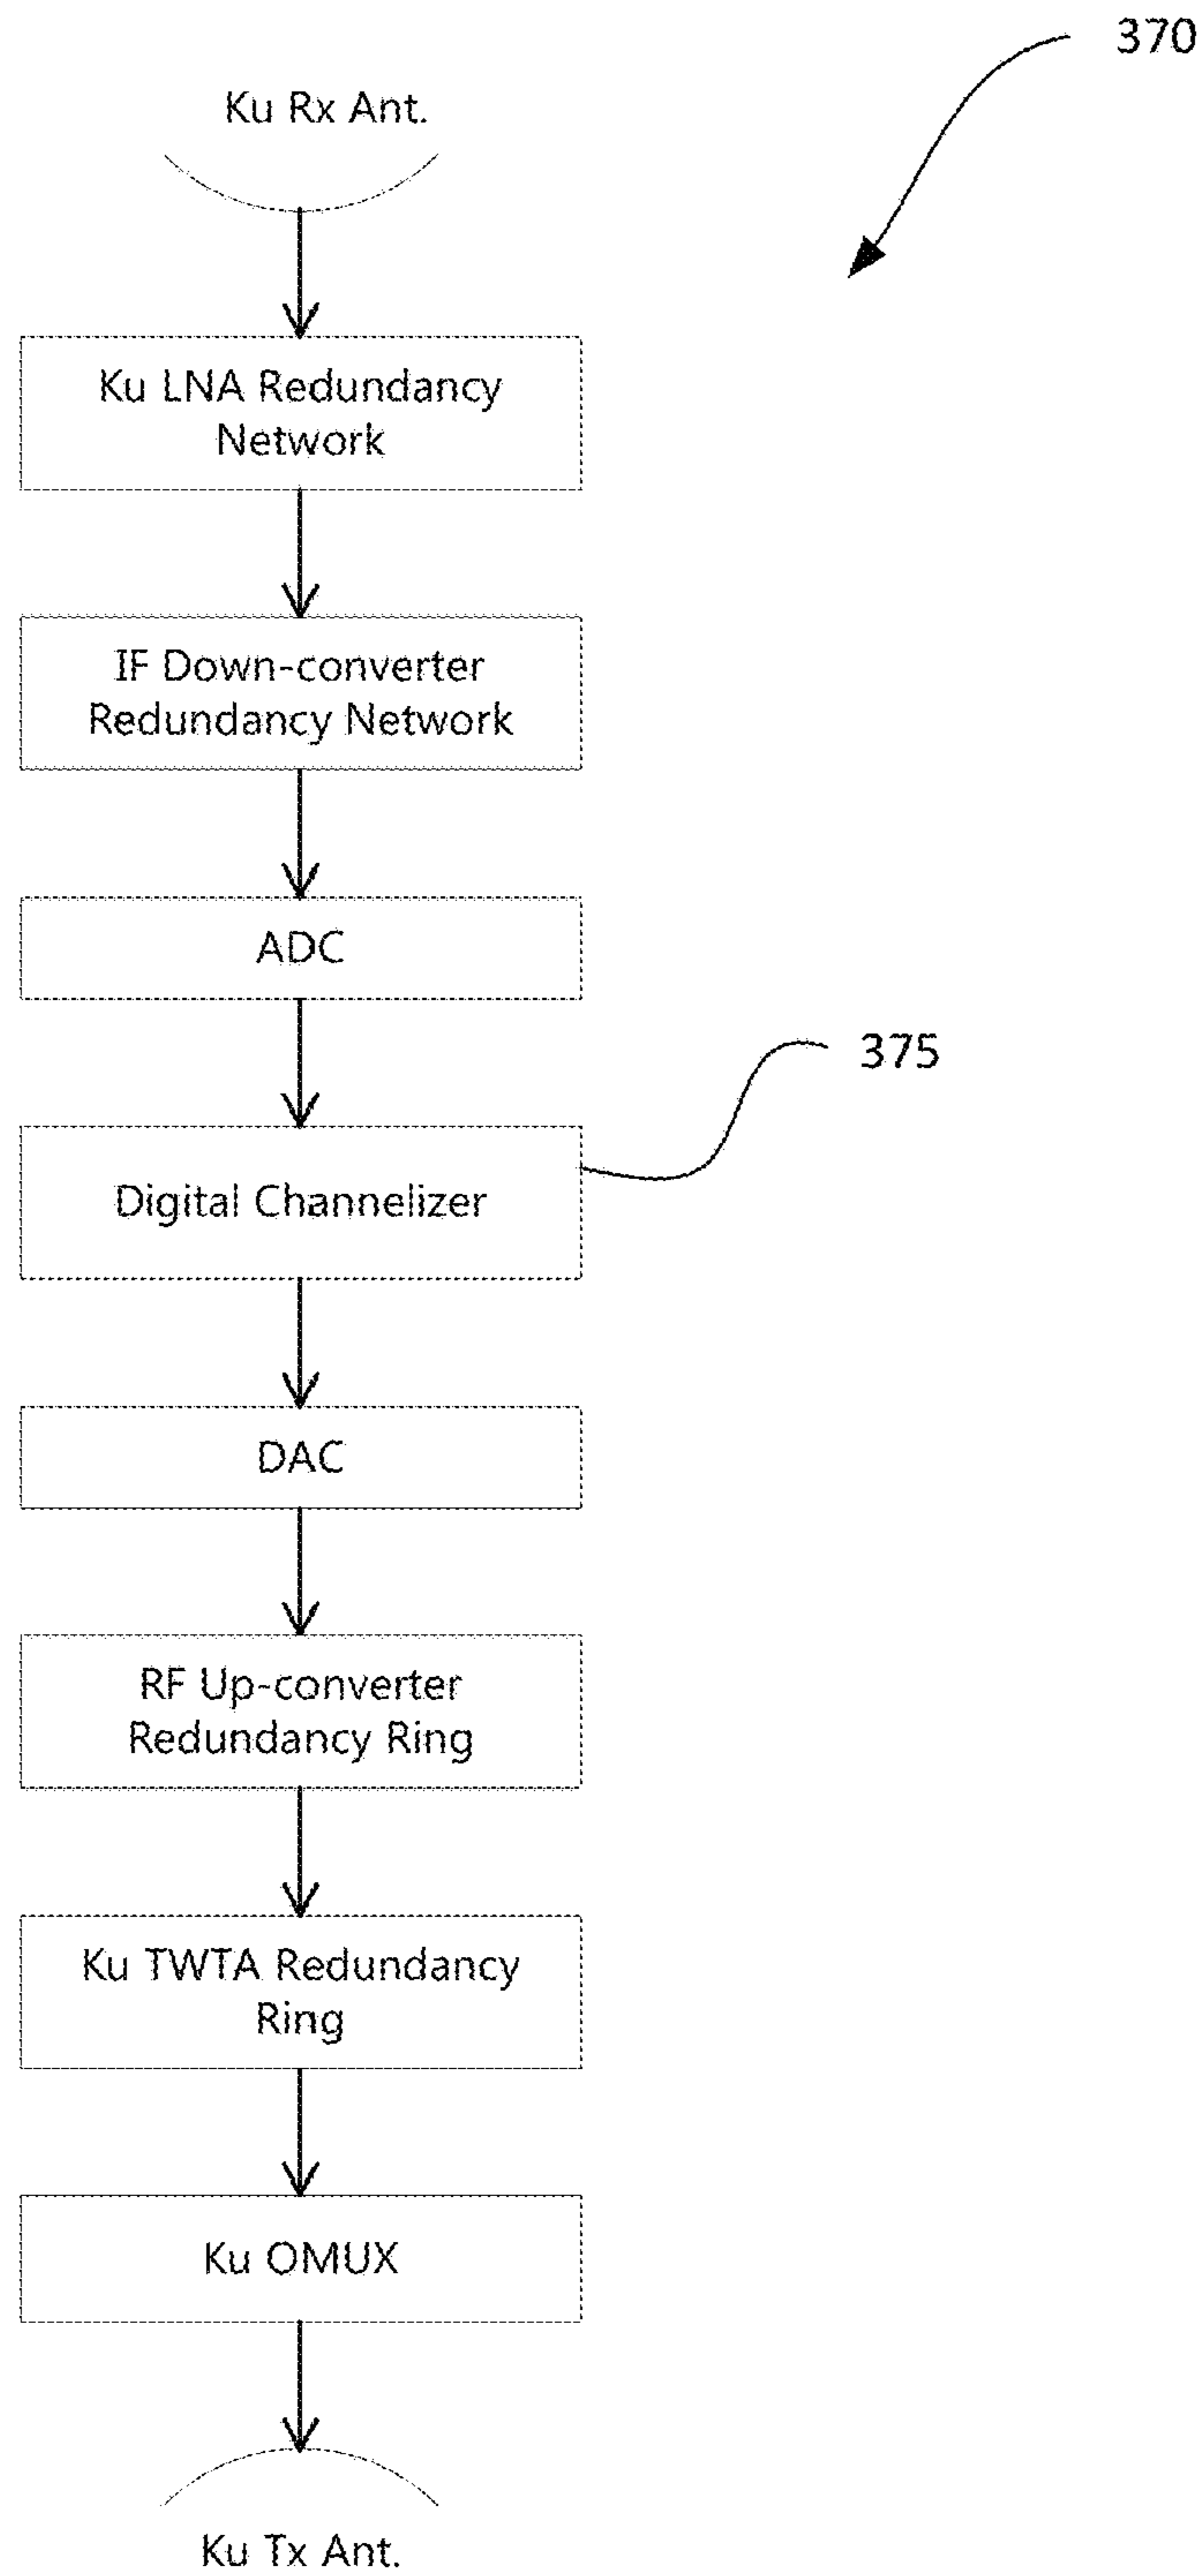 370
Ku Rx Ant.
Ku LNA Redundancy
Network
IF Down-converter
Redundancy Network
ADC
375
Digital Channelizer
DAC
RF Up-converter
Redundancy Ring
Ku TWTA Redundancy
Ring
Ku OMUX
Ku Tx Ant.